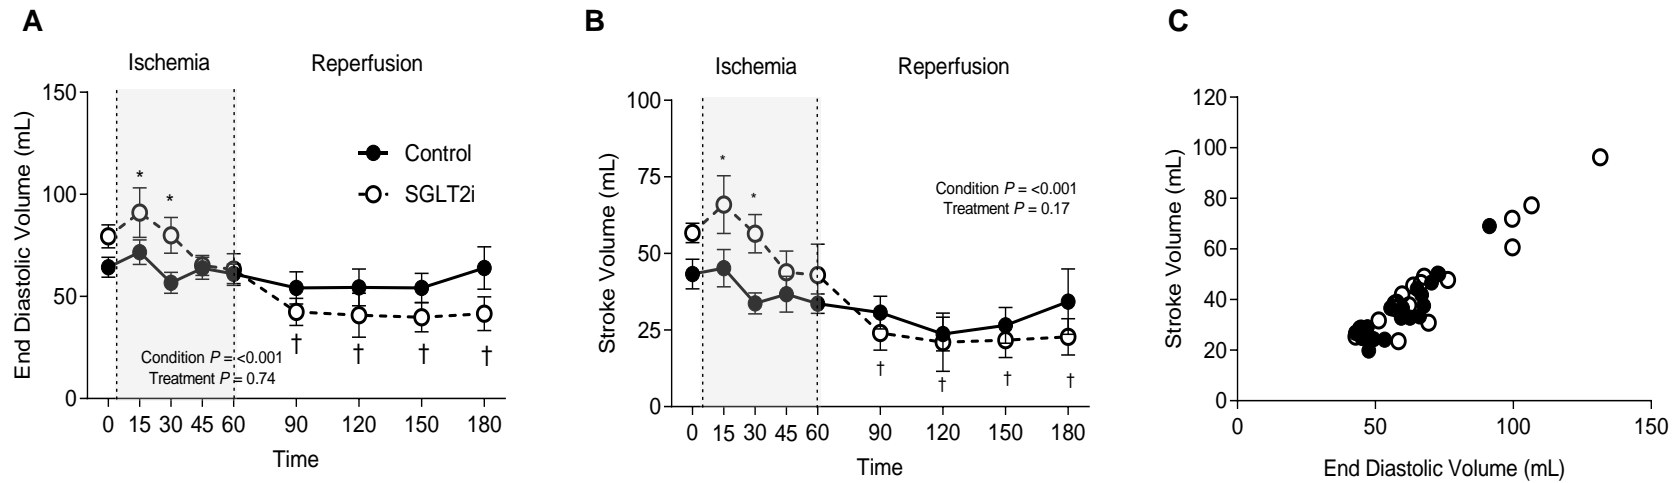 A
Ischemia
Reperfusion
End Diastolic Volume (mL)
150
100
50
0
*
*
Control
SGLT2i
† † † †
Condition P = <0.001
Treatment P = 0.74
0 15 30 45 60 90 120 150 180
Time
B
Ischemia
Reperfusion
Stroke Volume (mL)
100
75
50
25
0
*
*
Condition P = <0.001
Treatment P = 0.17
† † † †
0 15 30 45 60 90 120 150 180
Time
C
Stroke Volume (mL)
120
100
80
60
40
20
0
0 50 100 150
End Diastolic Volume (mL)